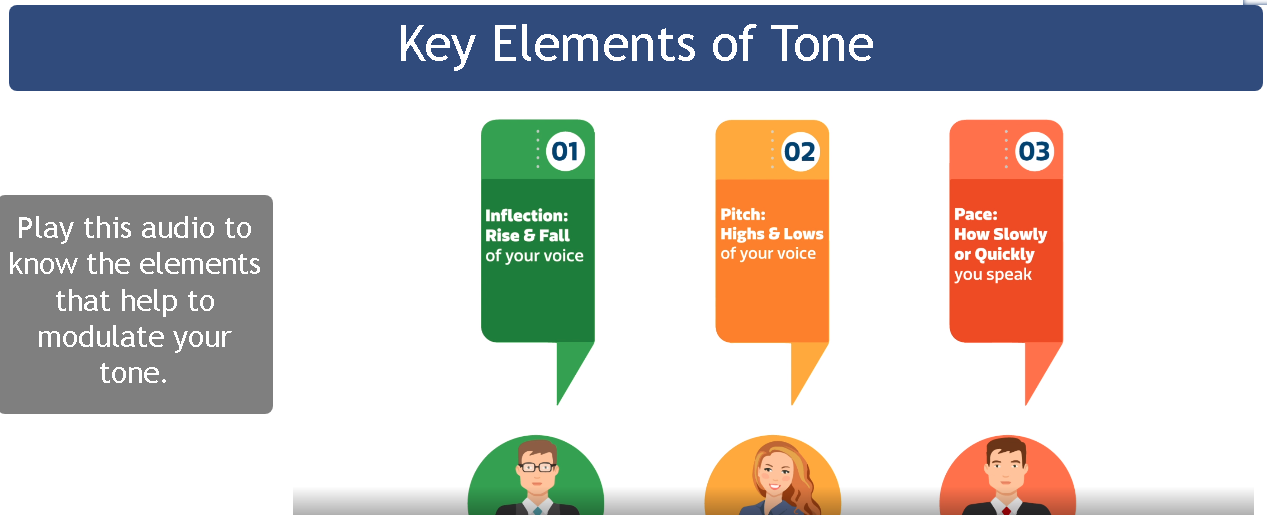 Key Elements of Tone
Play this audio to
know the elements
that help to
modulate your
tone.
01
Inflection:
Rise & Fall
of your voice
02
Pitch:
Highs & Lows
of your voice
03
Pace:
How Slowly
or Quickly
you speak